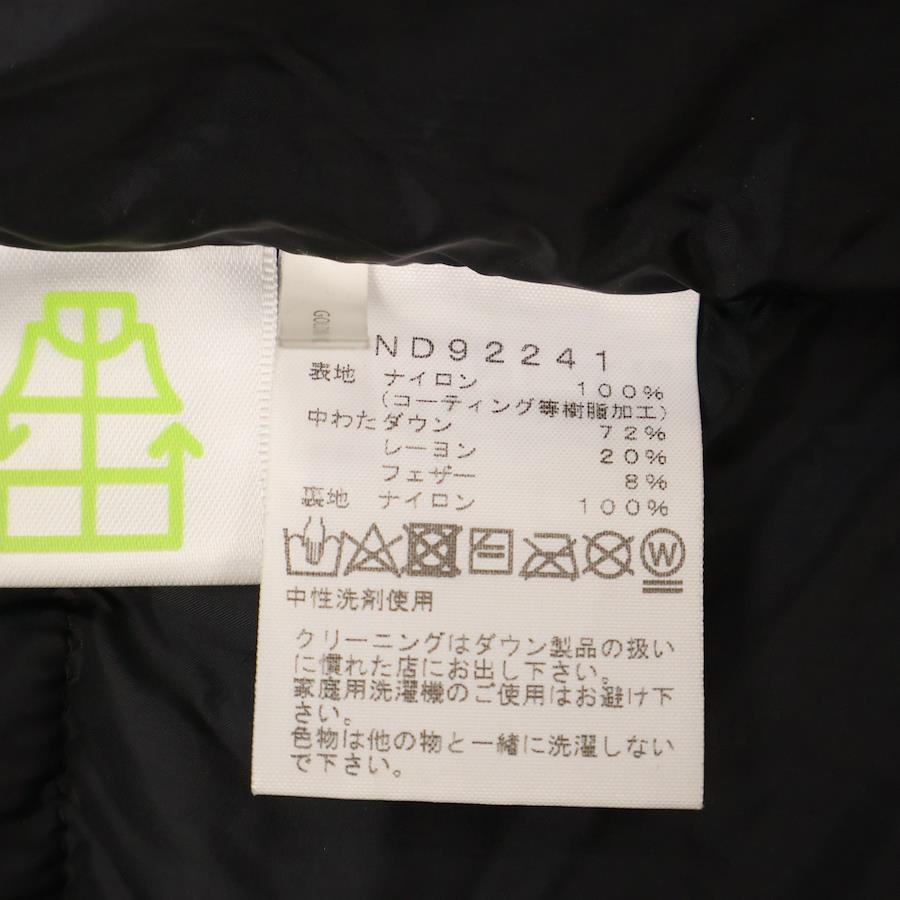 ND92241
表地 ナイロン 100%
(コーティング等樹脂加工)
中わた ダウン 72%
レーヨン 20%
フェザー 8%
裏地 ナイロン 100%
W
中性洗剤使用
クリーニングはダウン製品の扱い
に慣れた店にお出し下さい。
家庭用洗濯機のご使用はお避け下
さい。
色物は他の物と一緒に洗濯しない
で下さい。